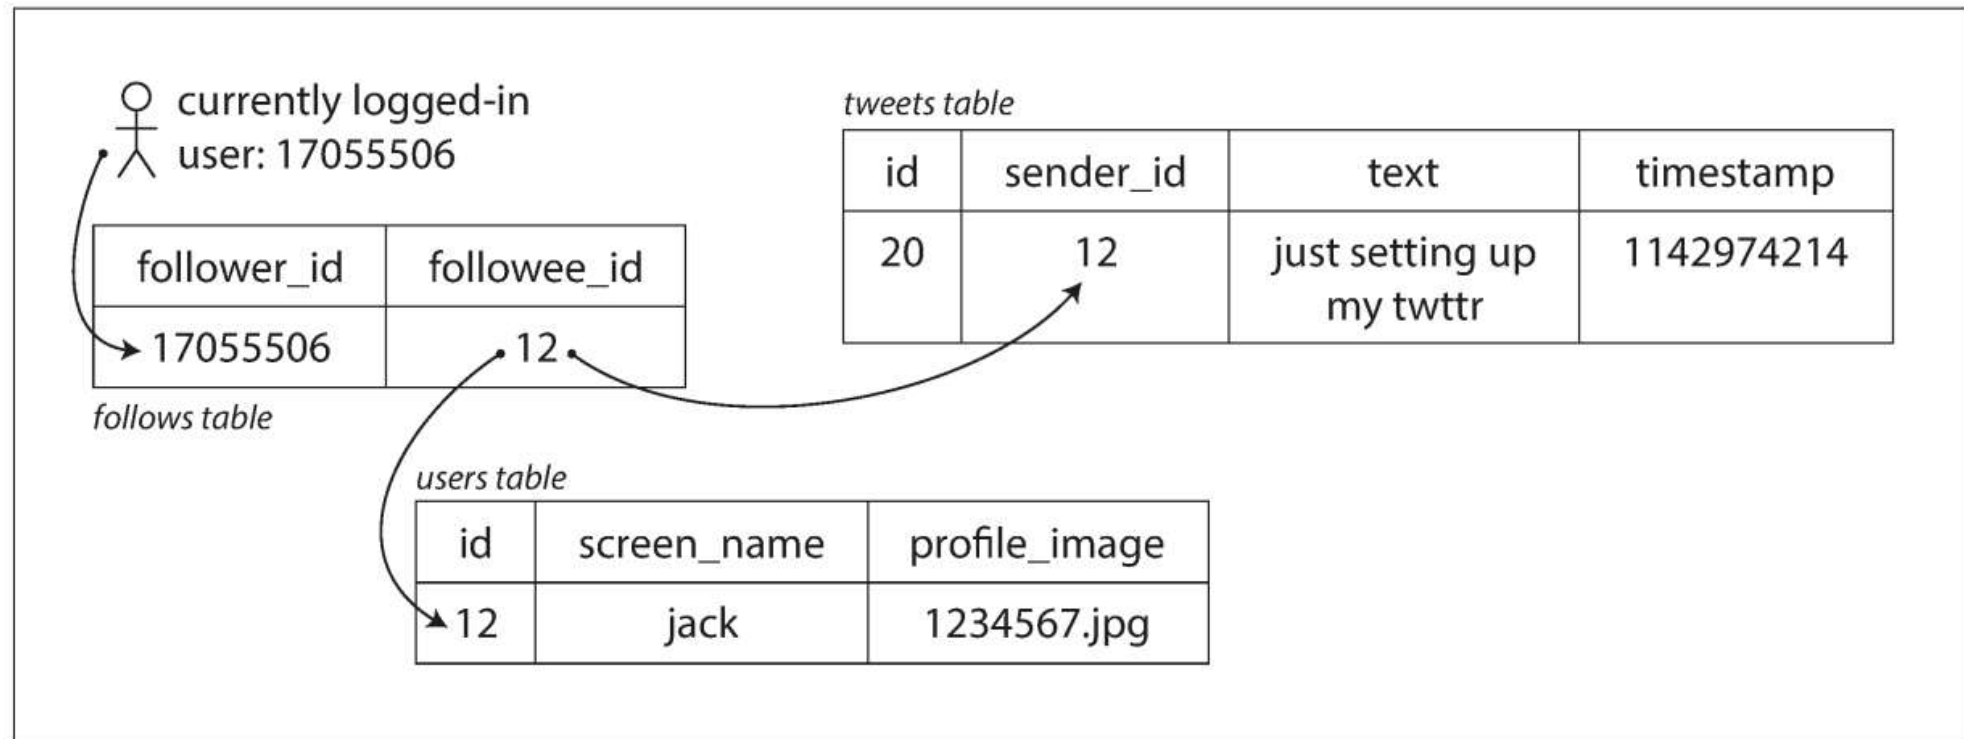 currently logged-in
user: 17055506
follower_id followee_id
17055506 12
follows table
tweets table
id sender_id text timestamp
20 12 just setting up 1142974214
my twttr
users table
id screen_name profile_image
12 jack 1234567.jpg